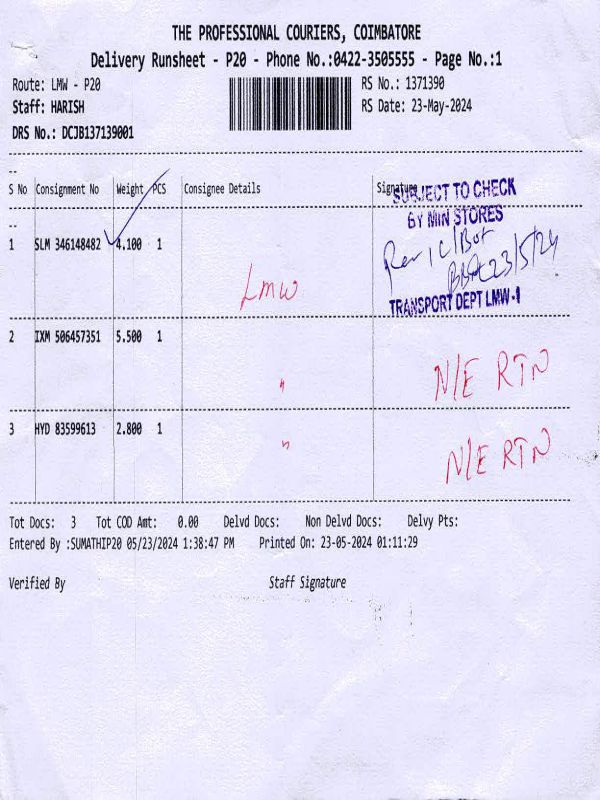 THE PROFESSIONAL COURIERS, COIMBATORE
Delivery Runsheet - P20 - Phone No.:0422-3505555 - Page No.:1
Route: LMW - P20
RS No.: 1371390
Staff: HARISH
RS Date: 23-May-2024
DRS No.: DCJB137139001
--
S No Consignment No Weight PCS Consignee Details Signature
SUBJECT TO CHECK
--
BY MIN STORES
1 SLM 346148482 4.100 1
LMW
23/5/24
TRANSPORT DEPT LMW-1
2 IXM 506457351 5.500 1
" N/E RTN
3 HYD 83599613 2.800 1
" N/E RTN
Tot Docs: 3 Tot COD Amt: 0.00 Delvd Docs: Non Delvd Docs: Delvy Pts:
Entered By :SUMATHIP20 05/23/2024 1:38:47 PM Printed On: 23-05-2024 01:11:29
Verified By Staff Signature